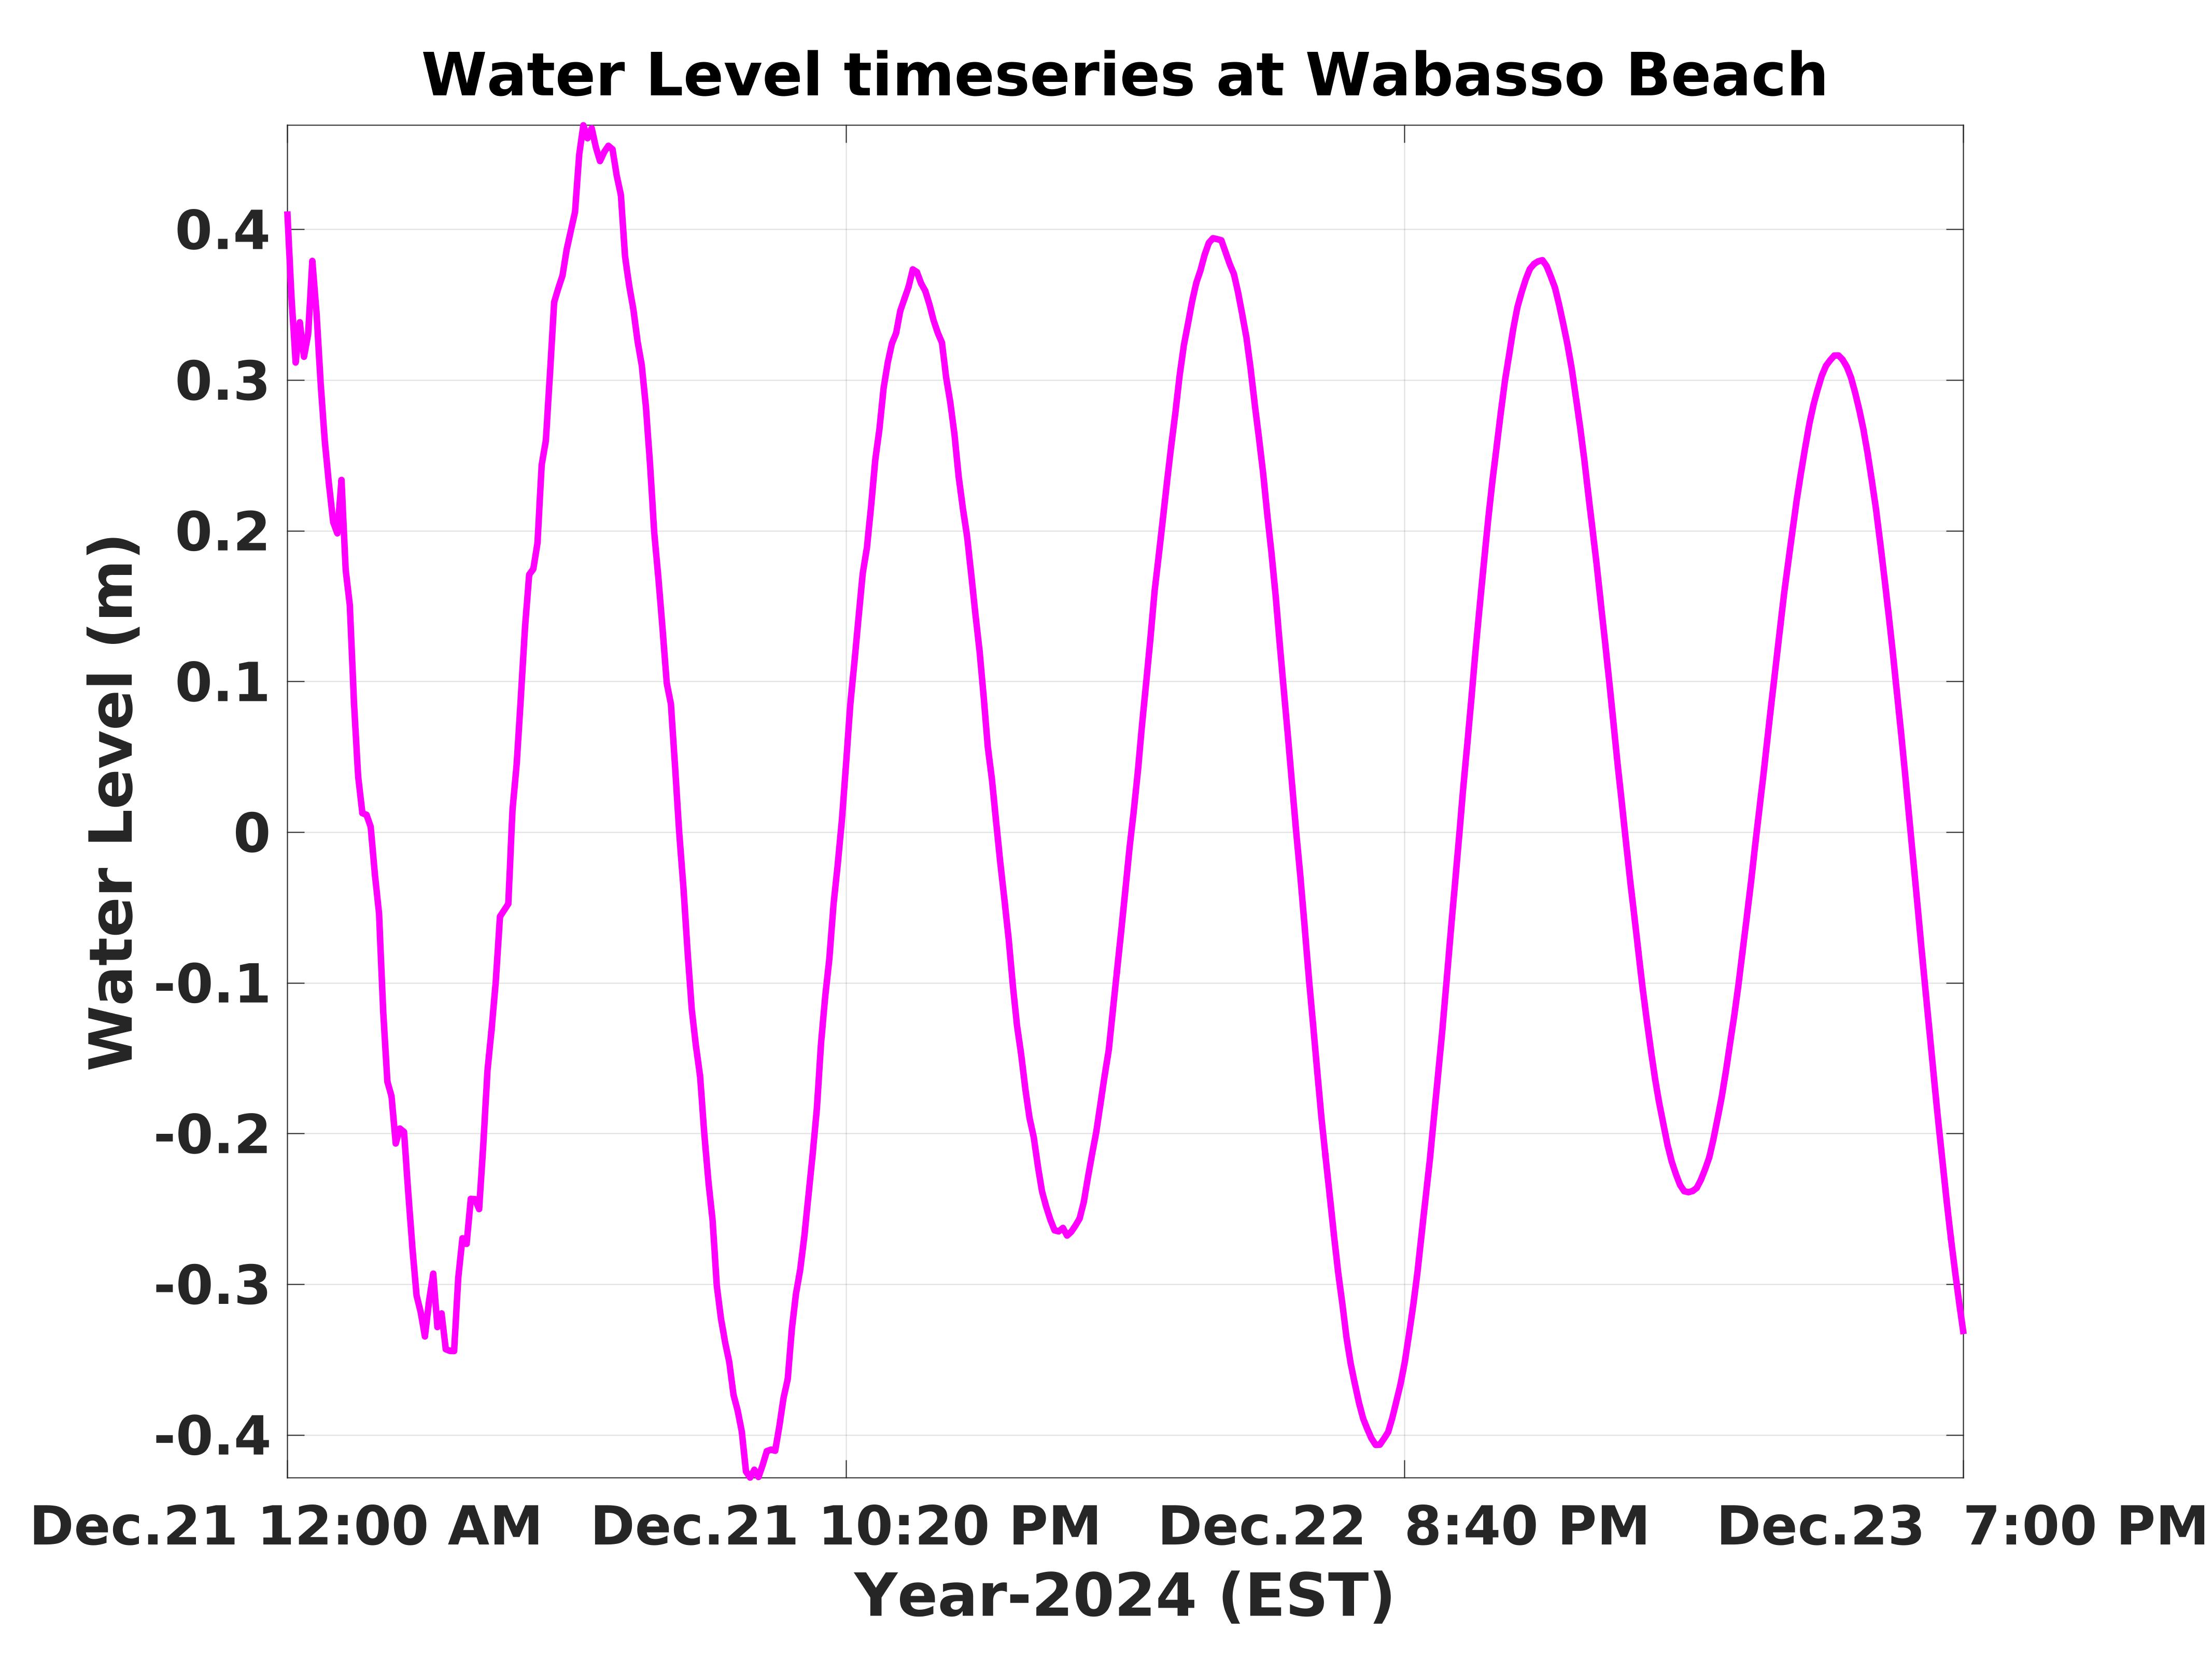 Water Level timeseries at Wabasso Beach
Water Level (m)
0.4
0.3
0.2
0.1
0
-0.1
-0.2
-0.3
-0.4
Dec.21 12:00 AM Dec.21 10:20 PM Dec.22 8:40 PM Dec.23 7:00 PM
Year-2024 (EST)